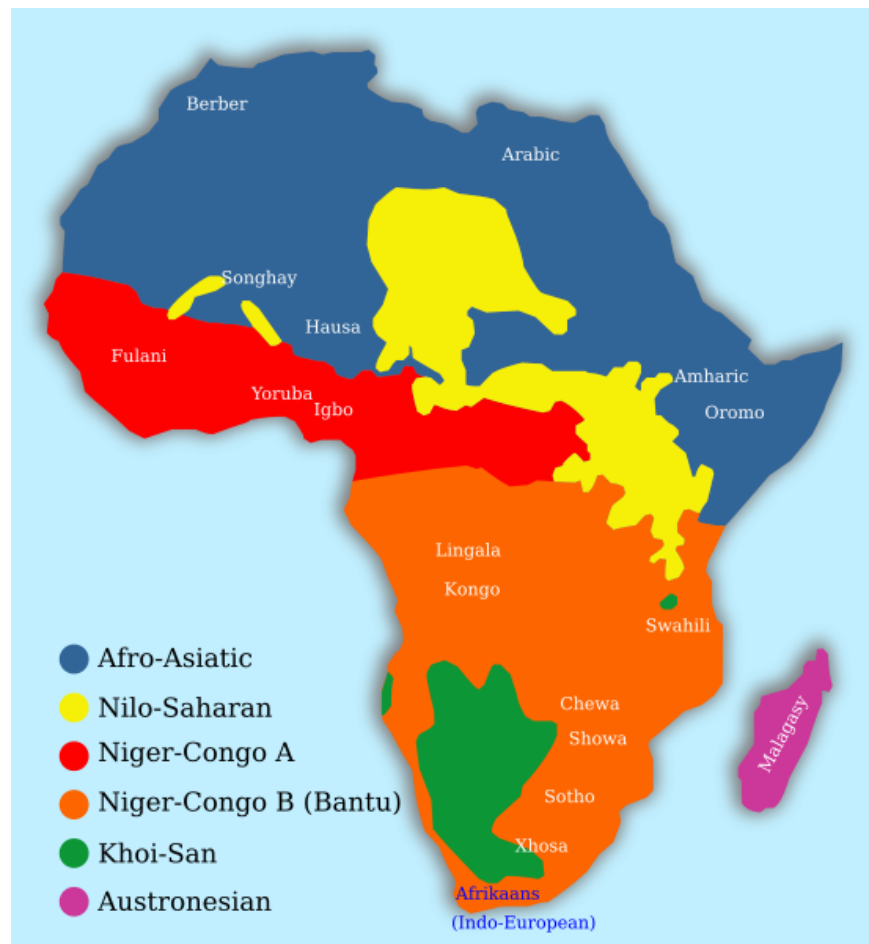 Berber
Arabic
Songhay
Hausa
Fulani
Amharic
Yoruba
Igbo
Oromo
Lingala
Kongo
Swahili
Chewa
Showa
Malagasy
Sotho
Xhosa
Afrikaans
(Indo-European)
Afro-Asiatic
Nilo-Saharan
Niger-Congo A
Niger-Congo B (Bantu)
Khoi-San
Austronesian